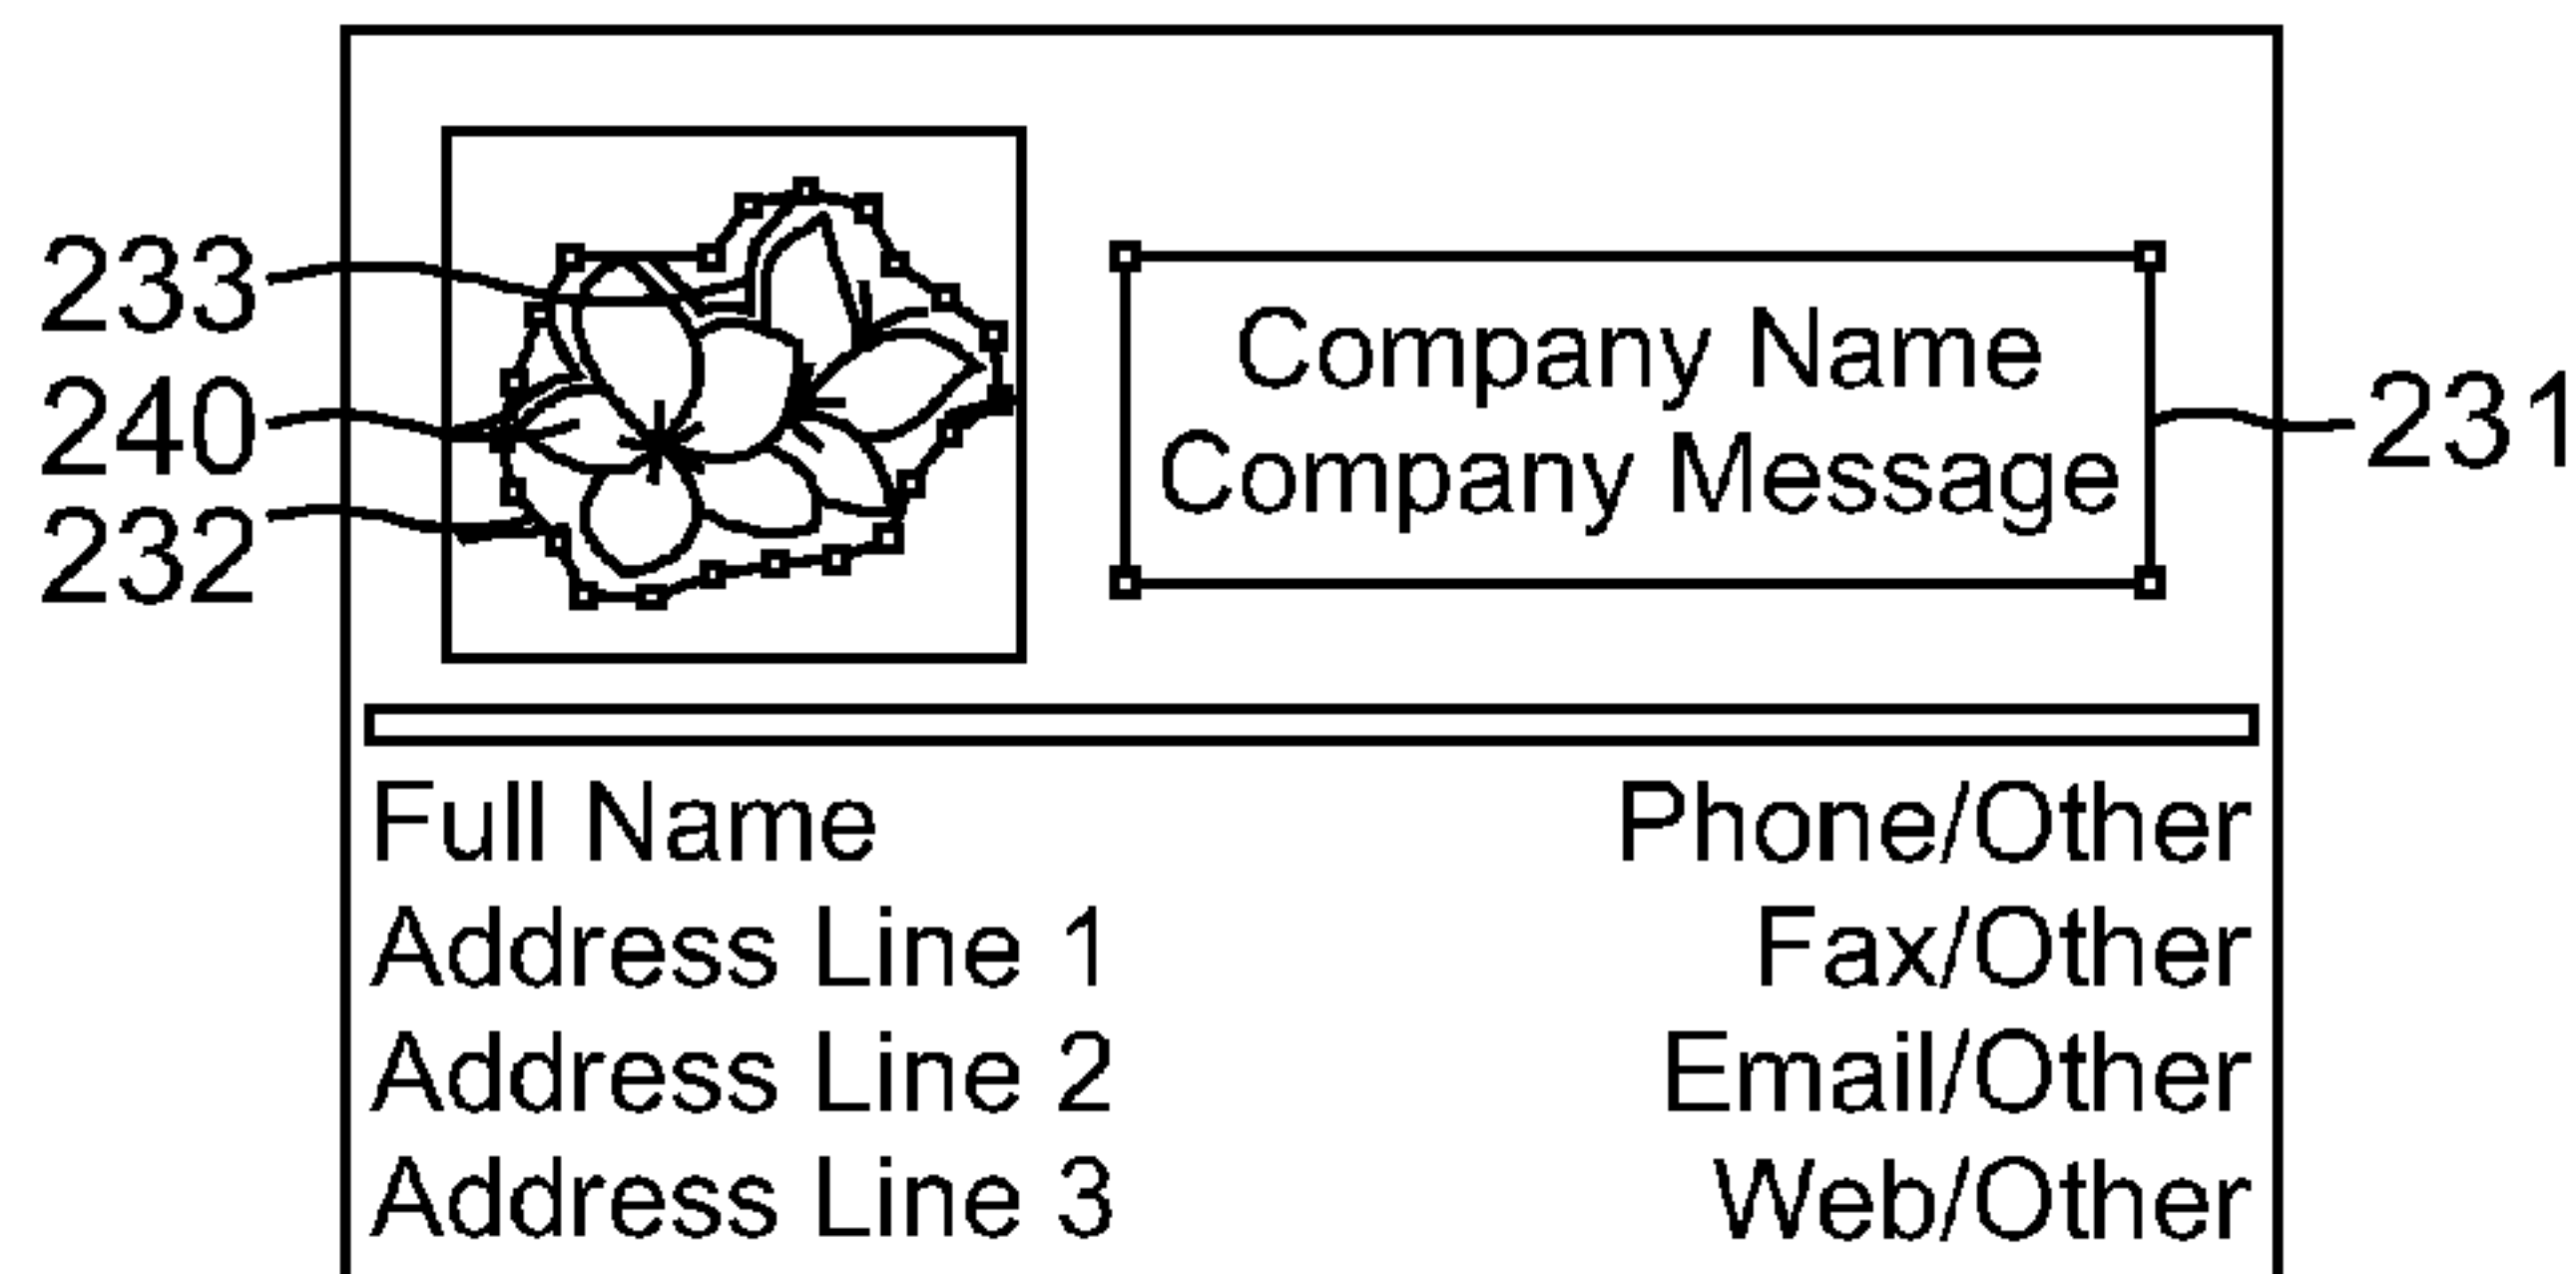 233
240
232
Company Name
Company Message
231
Full Name
Phone/Other
Address Line 1
Fax/Other
Address Line 2
Email/Other
Address Line 3
Web/Other